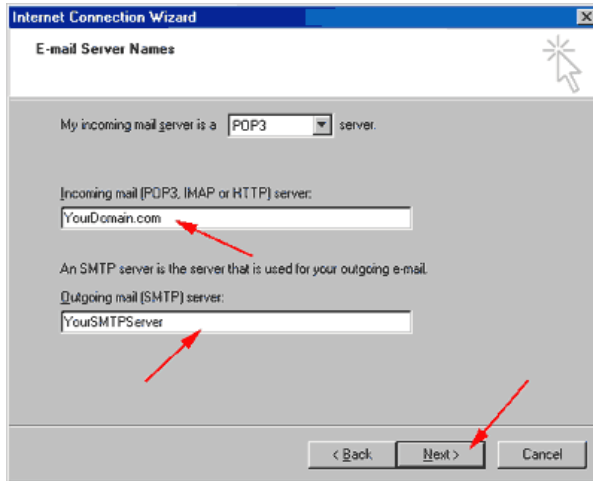 Internet Connection Wizard
E-mail Server Names
My incoming mail server is a POP3 server.
Incoming mail (POP3, IMAP or HTTP) server:
YourDomain.com
An SMTP server is the server that is used for your outgoing e-mail.
Outgoing mail (SMTP) server:
YourSMTPServer
< Back Next > Cancel